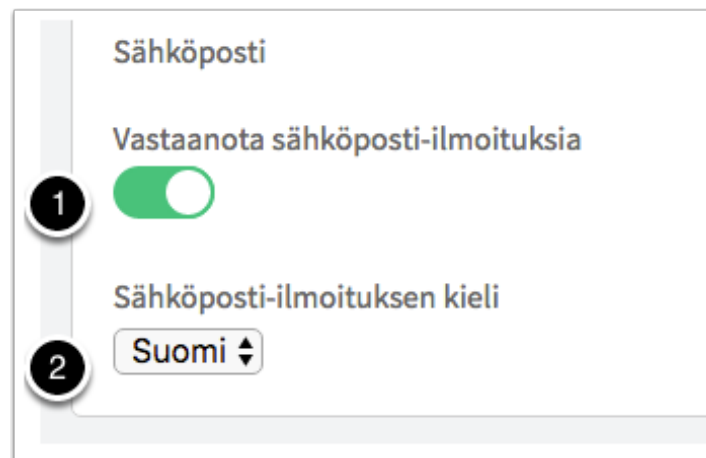 Sähköposti
Vastaanota sähköposti-ilmoituksia
1
Sähköposti-ilmoituksen kieli
2 Suomi